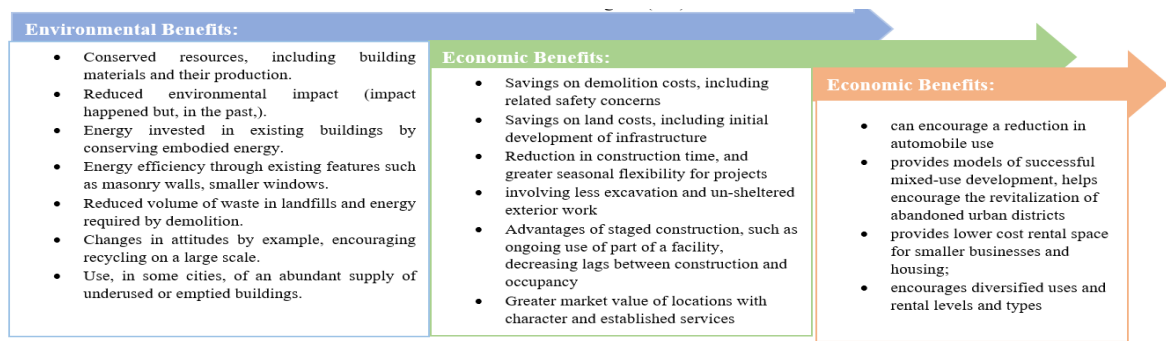 Environmental Benefits:
• Conserved resources, including building
materials and their production.
• Reduced environmental impact (impact
happened but, in the past,).
• Energy invested in existing buildings by
conserving embodied energy.
• Energy efficiency through existing features such
as masonry walls, smaller windows.
• Reduced volume of waste in landfills and energy
required by demolition.
• Changes in attitudes by example, encouraging
recycling on a large scale.
• Use, in some cities, of an abundant supply of
underused or emptied buildings.
Economic Benefits:
• Savings on demolition costs, including
related safety concerns
• Savings on land costs, including initial
development of infrastructure
• Reduction in construction time, and
greater seasonal flexibility for projects
• involving less excavation and un-sheltered
exterior work
• Advantages of staged construction, such as
ongoing use of part of a facility,
decreasing lags between construction and
occupancy
• Greater market value of locations with
character and established services
Economic Benefits:
• can encourage a reduction in
automobile use
• provides models of successful
mixed-use development, helps
encourage the revitalization of
abandoned urban districts
• provides lower cost rental space
for smaller businesses and
housing;
• encourages diversified uses and
rental levels and types